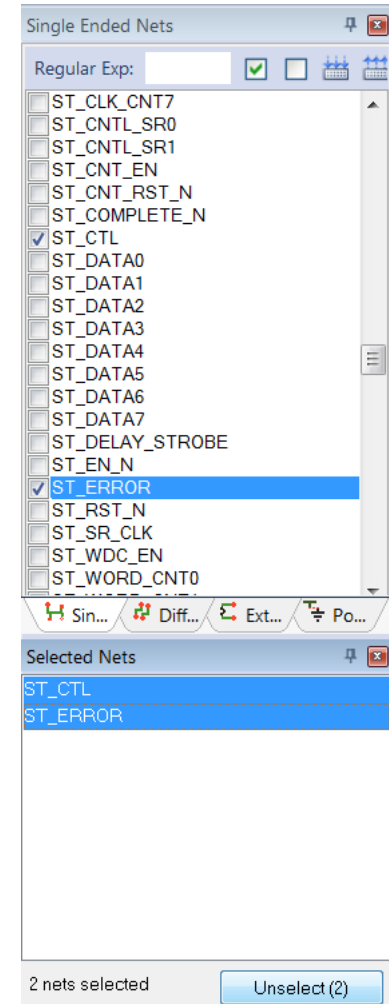 Single Ended Nets
Regular Exp:
ST_CLK_CNT7
ST_CNTL_SR0
ST_CNTL_SR1
ST_CNT_EN
ST_CNT_RST_N
ST_COMPLETE_N
ST_CTL
ST_DATA0
ST_DATA1
ST_DATA2
ST_DATA3
ST_DATA4
ST_DATA5
ST_DATA6
ST_DATA7
ST_DELAY_STROBE
ST_EN_N
ST_ERROR
ST_RST_N
ST_SR_CLK
ST_WDC_EN
ST_WORD_CNT0
Sin... Diff... Ext... Po...
Selected Nets
ST_CTL
ST_ERROR
2 nets selected Unselect (2)